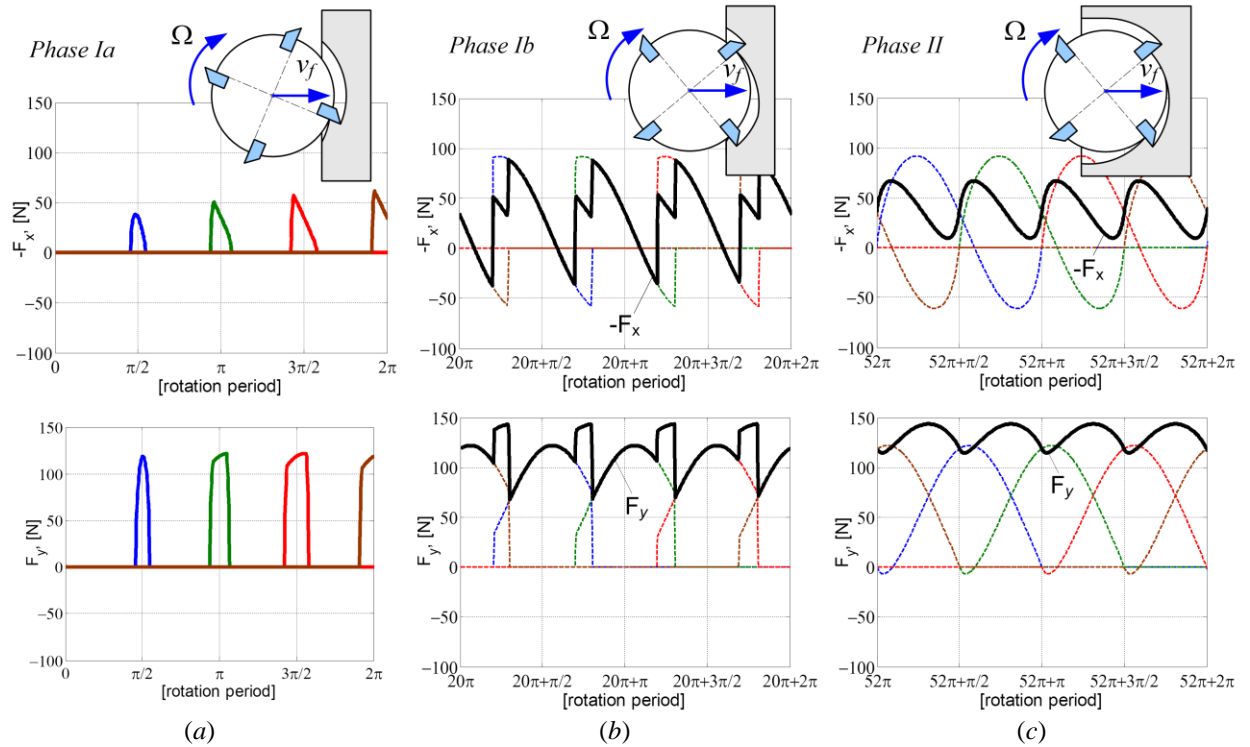 Phase Ia
Ω
v_f
150
100
50
0
−50
−100
-F_x, [N]
0
π/2
π
3π/2
2π
[rotation period]
Phase Ib
Ω
v_f
150
100
50
0
−50
−100
-F_x, [N]
-F_x
20π
20π+π/2
20π+π
20π+3π/2
20π+2π
[rotation period]
Phase II
Ω
v_f
150
100
50
0
−50
−100
-F_x, [N]
-F_x
52π
52π+π/2
52π+π
52π+3π/2
52π+2π
[rotation period]
150
100
50
0
−50
−100
F_y, [N]
0
π/2
π
3π/2
2π
[rotation period]
150
100
50
0
−50
−100
F_y, [N]
F_y
20π
20π+π/2
20π+π
20π+3π/2
20π+2π
[rotation period]
150
100
50
0
−50
−100
F_y, [N]
F_y
52π
52π+π/2
52π+π
52π+3π/2
52π+2π
[rotation period]
(a)
(b)
(c)